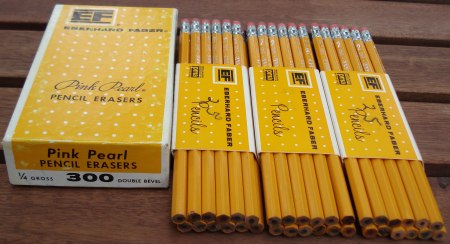 EF
EBERHARD FABER
Pink Pearl
PENCIL ERASERS
Pink Pearl
PENCIL ERASERS
1/4 GROSS 300 DOUBLE BEVEL
EF
EBERHARD FABER
Pencils
EF
EBERHARD FABER
Pencils
EF
EBERHARD FABER
Pencils